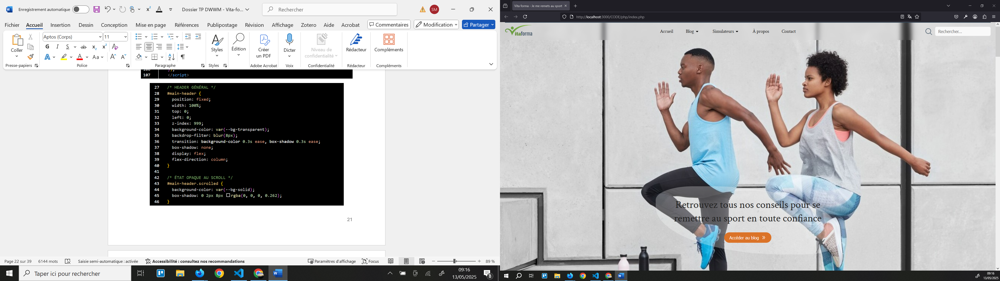 Enregistrement automatique
Dossier TP DWWM - Vita-fo...
Rechercher
SM
Fichier
Accueil
Insertion
Dessin
Conception
Mise en page
Références
Publipostage
Révision
Affichage
Zotero
Aide
Acrobat
Commentaires
Modification
Partager
Coller
Presse-papiers
Aptos (Corps)
11
Police
Paragraphe
Styles
Styles
Édition
Créer
un PDF
Adobe Acrobat
Dicter
Voix
Niveau de
confidentialité
Confidentialité
Rédacteur
Rédacteur
Compléments
Compléments
107 </script>
27 /* HEADER GÉNÉRAL */
28 #main-header {
29 position: fixed;
30 width: 100%;
31 top: 0;
32 left: 0;
33 z-index: 999;
34 background-color: var(--bg-transparent);
35 backdrop-filter: blur(8px);
36 transition: background-color 0.3s ease, box-shadow 0.3s ease;
37 box-shadow: none;
38 display: flex;
39 flex-direction: column;
40 }
41
42 /* ÉTAT OPAQUE AU SCROLL */
43 #main-header.scrolled {
44 background-color: var(--bg-solid);
45 box-shadow: 0 2px 8px rgba(0, 0, 0, 0.262);
46 }
21
Page 22 sur 39
6144 mots
Saisie semi-automatique : activée
Accessibilité : consultez nos recommandations
Paramètres d'affichage
Focus
89 %
Taper ici pour rechercher
09:16
13/05/2025
8
Vita forma - Je me remets au sport
http://localhost:3000/CODE/php/index.php
Vitaforma
Accueil
Blog
Simulateurs
À propos
Contact
Rechercher...
Retrouvez tous nos conseils pour se
remettre au sport en toute confiance
Accéder au blog »
09:16
13/05/2025